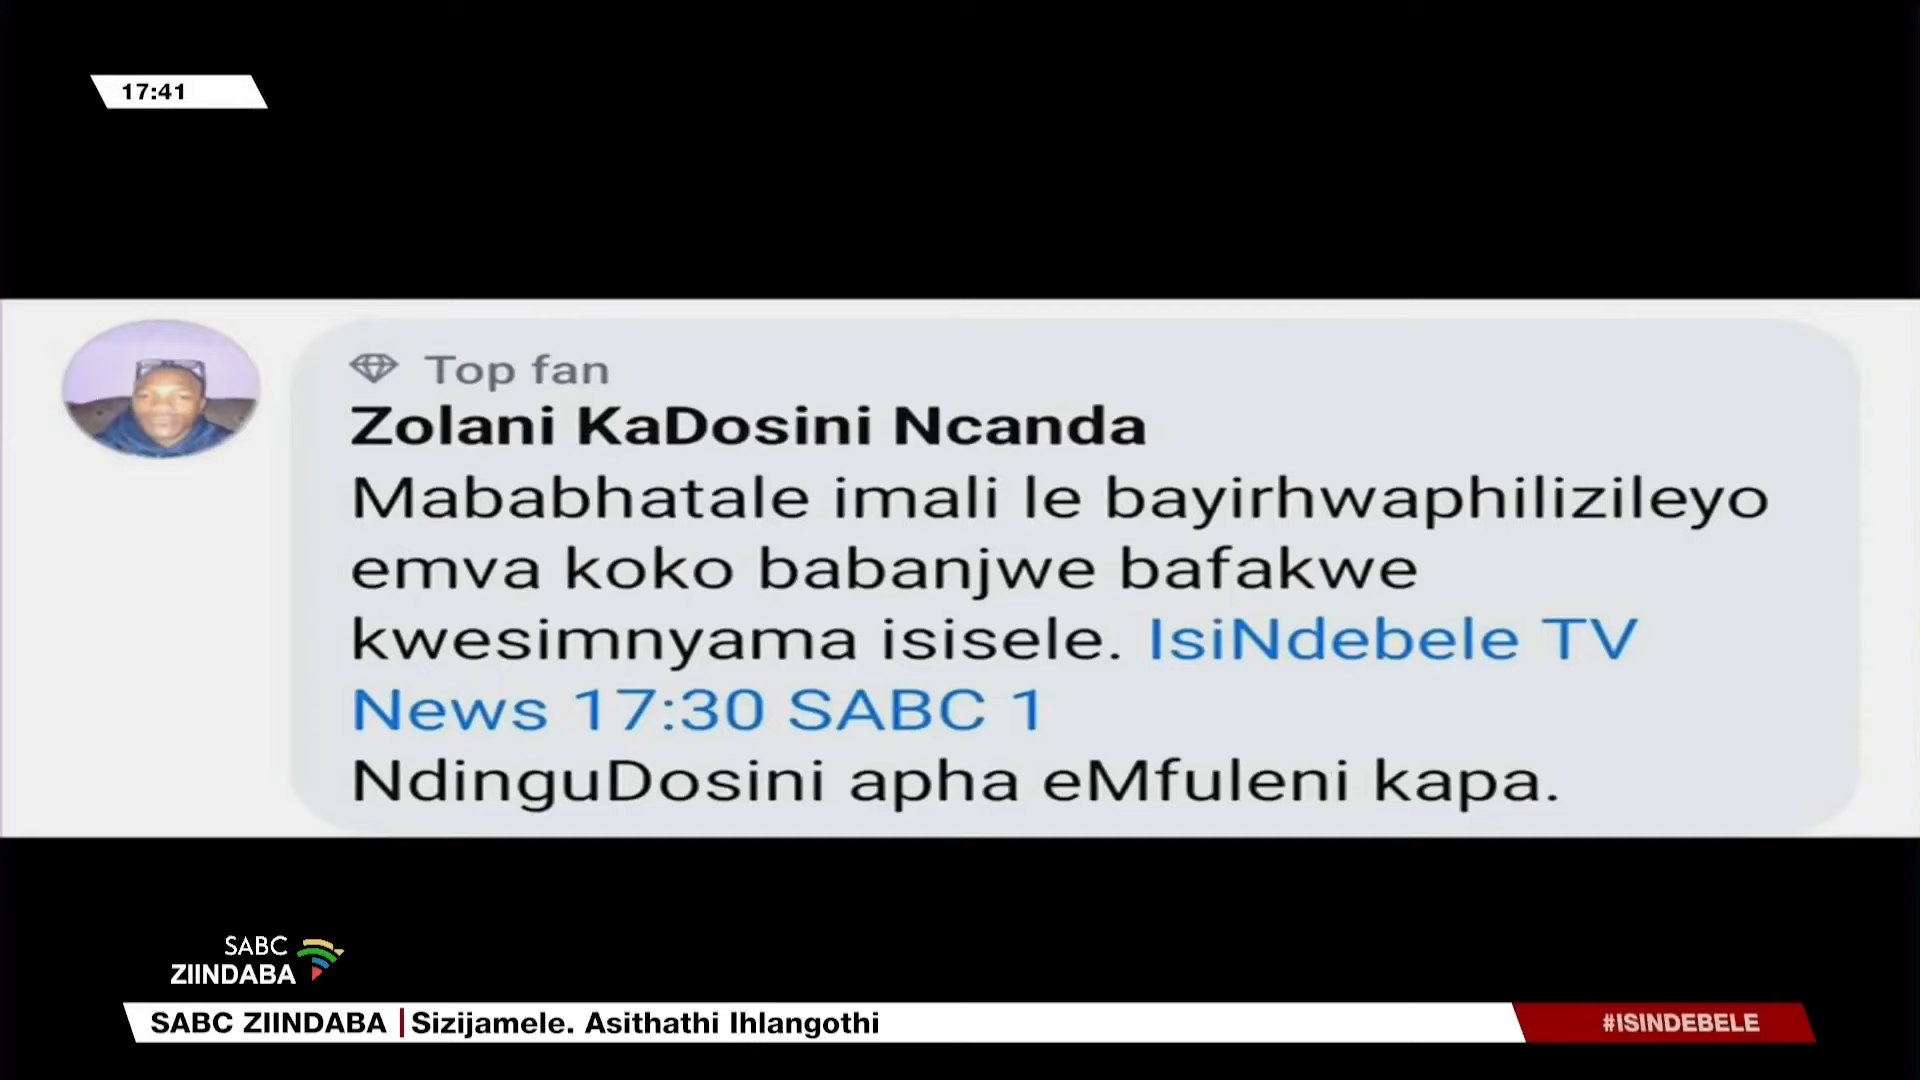 17:41
Top fan
Zolani KaDosini Ncanda
Mababhatale imali le bayirhwaphilizileyo
emva koko babanjwe bafakwe
kwesimnyama isisele. IsiNdebele TV
News 17:30 SABC 1
NdinguDosini apha eMfuleni kapa.
SABC
ZIINDABA
SABC ZIINDABA | Sizijamele. Asithathi Ihlangothi
#ISINDEBELE